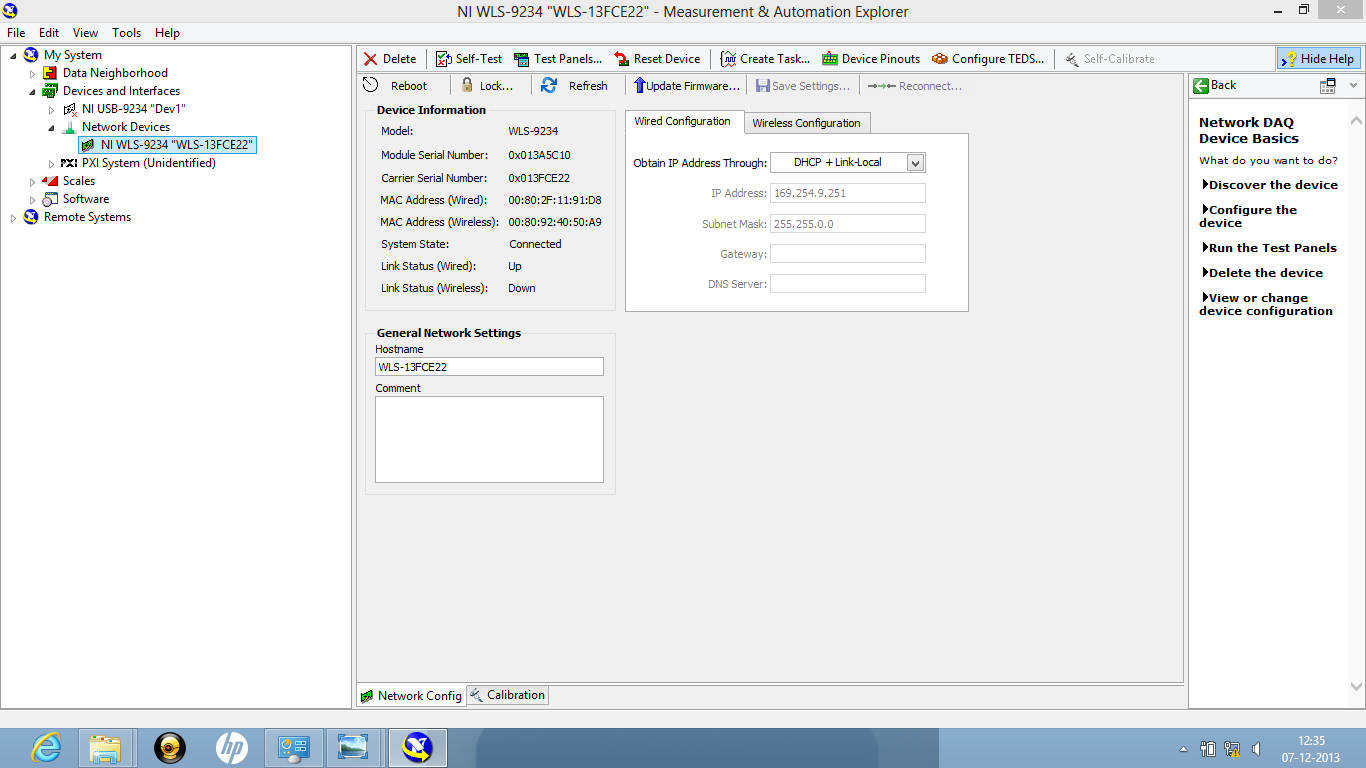 NI WLS-9234 "WLS-13FCE22" - Measurement & Automation Explorer
File Edit View Tools Help
My System
Data Neighborhood
Devices and Interfaces
NI USB-9234 "Dev1"
Network Devices
NI WLS-9234 "WLS-13FCE22"
PXI PXI System (Unidentified)
Scales
Software
Remote Systems
Delete Self-Test Test Panels... Reset Device Create Task... Device Pinouts Configure TEDS... Self-Calibrate Hide Help
Reboot Lock... Refresh Update Firmware... Save Settings... Reconnect...
Device Information
Model: WLS-9234
Module Serial Number: 0x013A5C10
Carrier Serial Number: 0x013FCE22
MAC Address (Wired): 00:80:2F:11:91:D8
MAC Address (Wireless): 00:80:92:40:50:A9
System State: Connected
Link Status (Wired): Up
Link Status (Wireless): Down
General Network Settings
Hostname
WLS-13FCE22
Comment
Wired Configuration Wireless Configuration
Obtain IP Address Through: DHCP + Link-Local
IP Address: 169.254.9.251
Subnet Mask: 255.255.0.0
Gateway:
DNS Server:
Network Config Calibration
Back
Network DAQ
Device Basics
What do you want to do?
Discover the device
Configure the
device
Run the Test Panels
Delete the device
View or change
device configuration
hp
12:35
07-12-2013